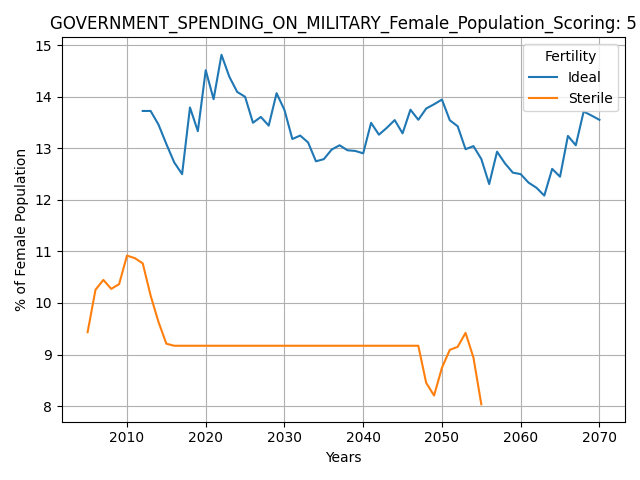 GOVERNMENT_SPENDING_ON_MILITARY_Female_Population_Scoring: 5
Fertility
Ideal
Sterile
% of Female Population
15
14
13
12
11
10
9
8
2010 2020 2030 2040 2050 2060 2070
Years